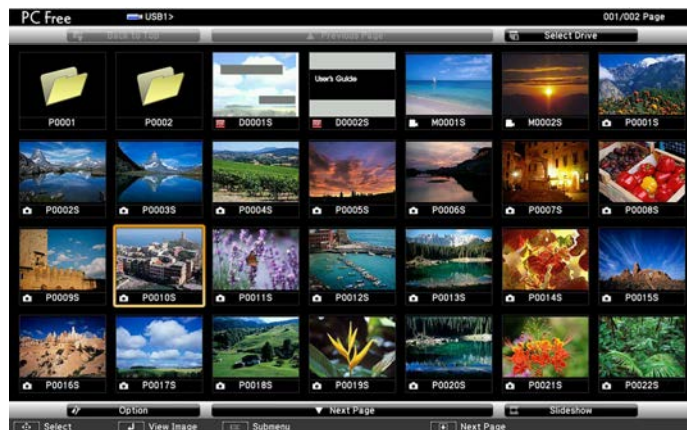 PC Free USB1> 001/002 Page
Back to Top ▲ Previous Page Select Drive
P0001 P0002 D0001S D0002S M0001S M0002S P0001S
User's Guide
P0002S P0003S P0004S P0005S P0006S P0007S P0008S
P0009S P0010S P0011S P0012S P0013S P0014S P0015S
P0016S P0017S P0018S P0019S P0020S P0021S P0022S
Option ▼ Next Page Slideshow
Select View Image Submenu Next Page